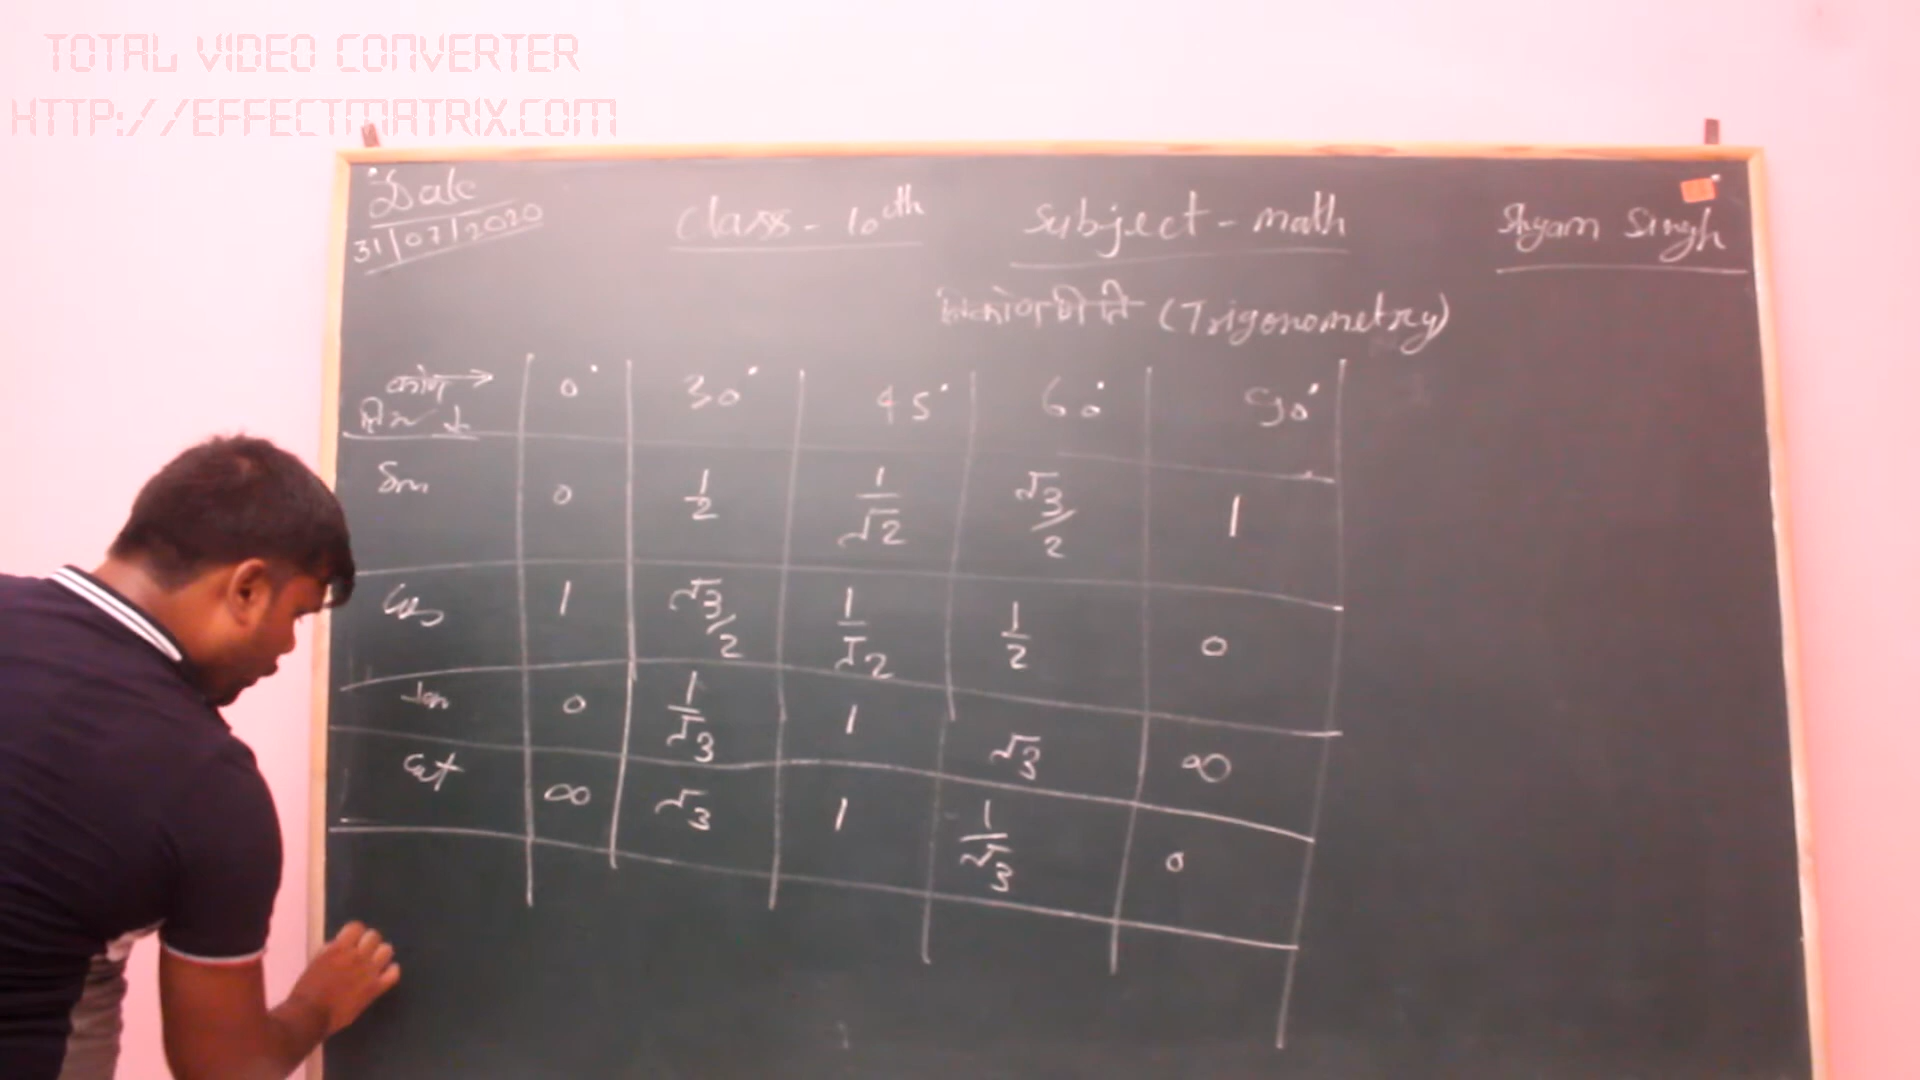 TOTAL VIDEO CONVERTER
HTTP://EFFECTMATRIX.COM
Date
31/07/2020
Class - 10th
Subject - math
Shyam Singh
त्रिकोणमिति (Trigonometry)
कोण → 0° 30° 45° 60° 90°
Sin 0 1/2 1/√2 √3/2 1
Cos 1 √3/2 1/√2 1/2 0
tan 0 1/√3 1 √3 ∞
Cot ∞ √3 1 1/√3 0